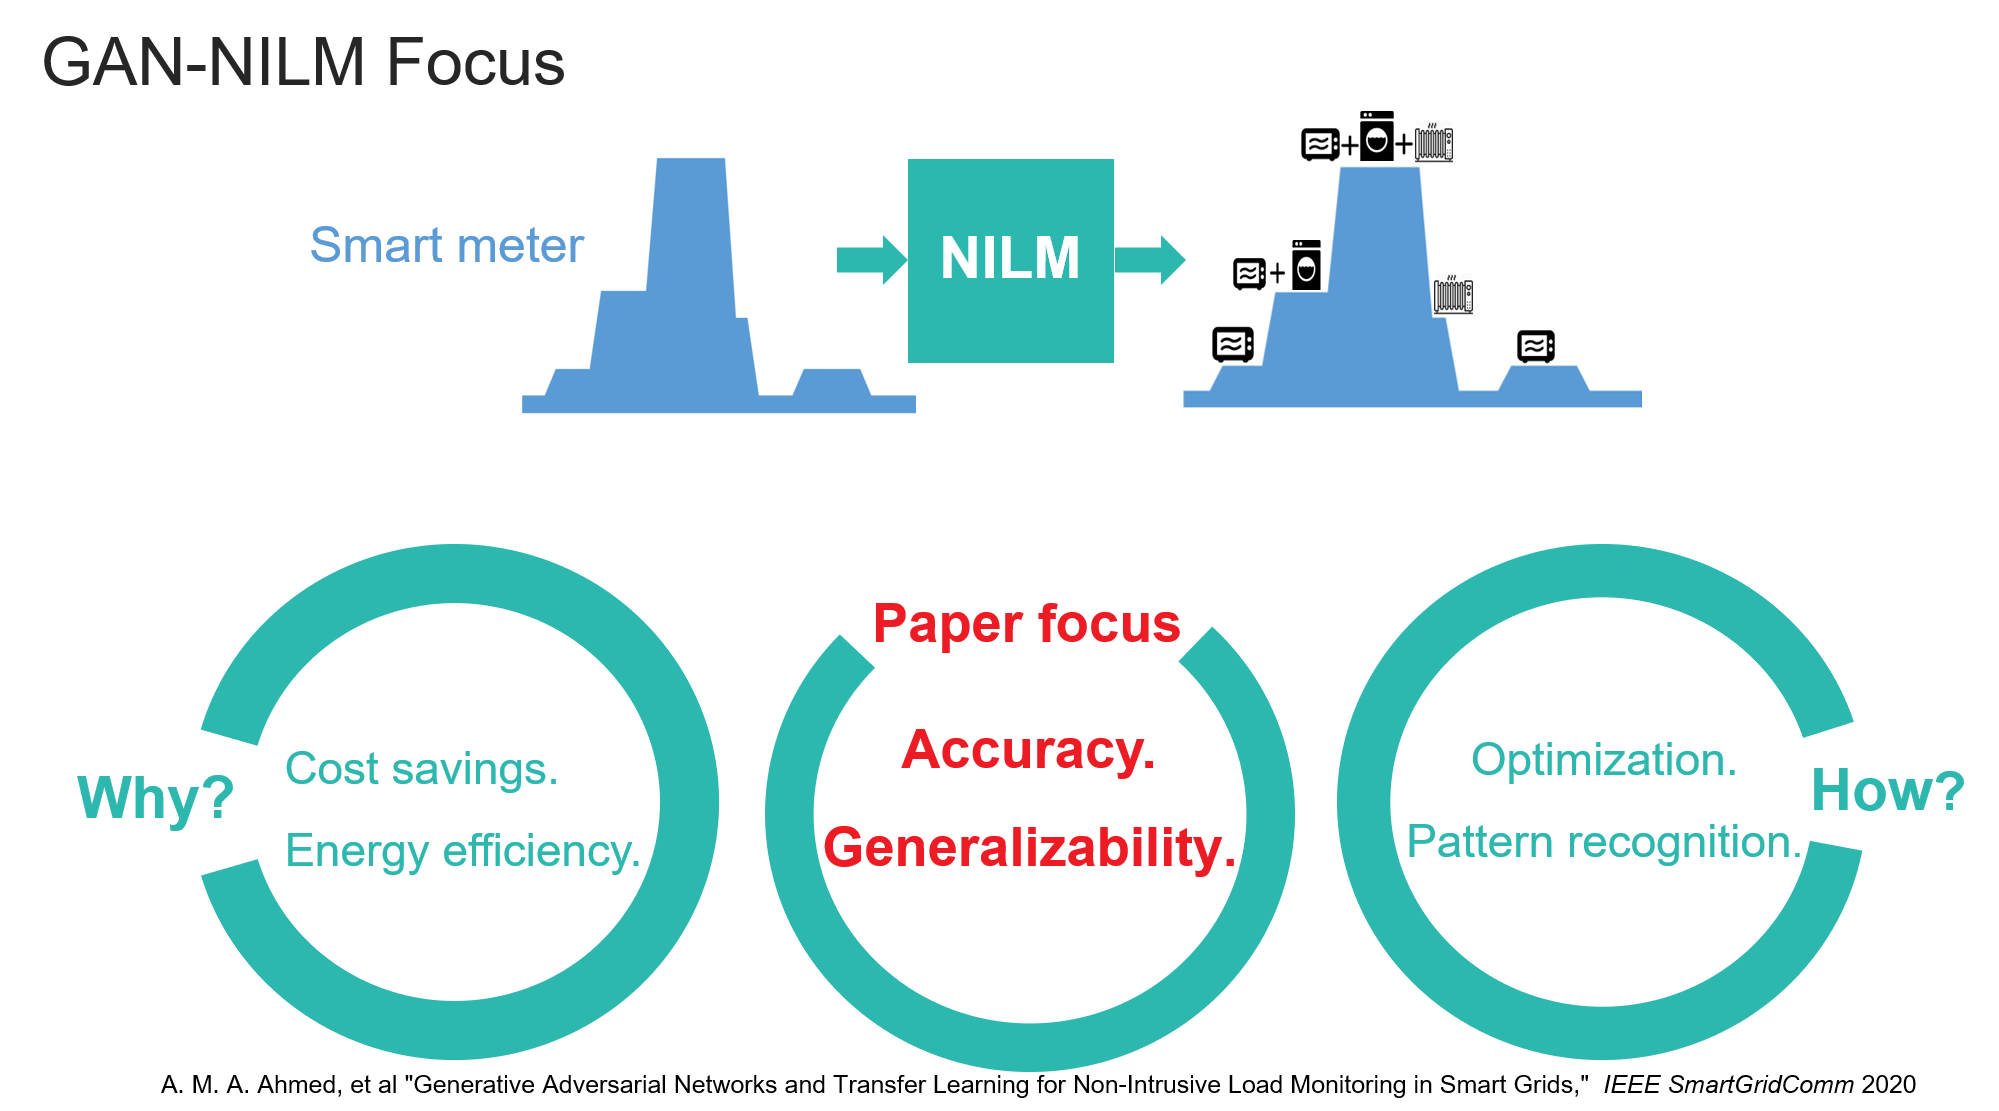 GAN-NILM Focus
Smart meter
NILM
+
+
+
Paper focus
Accuracy.
Generalizability.
Why?
Cost savings.
Energy efficiency.
Optimization.
Pattern recognition.
How?
A. M. A. Ahmed, et al "Generative Adversarial Networks and Transfer Learning for Non-Intrusive Load Monitoring in Smart Grids," IEEE SmartGridComm 2020